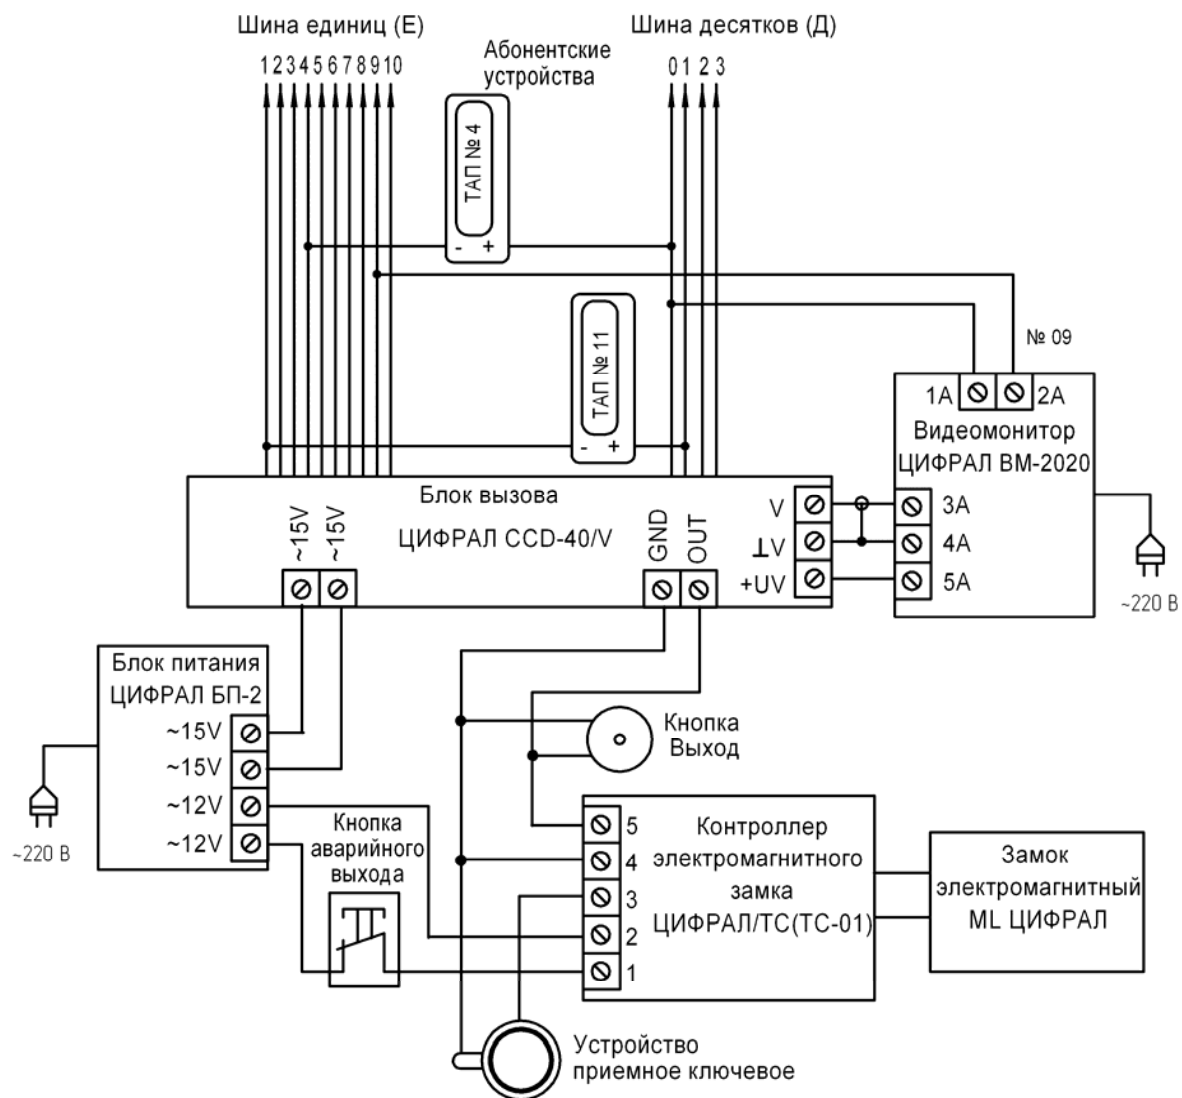 Шина единиц (Е)
Шина десятков (Д)
Абонентские
устройства
1 2 3 4 5 6 7 8 9 10
0 1 2 3
ТАП № 4
- +
ТАП № 11
- +
№ 09
1А
2А
Видеомонитор
ЦИФРАЛ ВМ-2020
3А
4А
5А
~220 В
Блок вызова
ЦИФРАЛ CCD-40/V
~15V
~15V
GND
OUT
V
⊥V
+UV
Блок питания
ЦИФРАЛ БП-2
~15V
~15V
~12V
~12V
~220 В
Кнопка
Выход
Кнопка
аварийного
выхода
5
4
3
2
1
Контроллер
электромагнитного
замка
ЦИФРАЛ/ТС(ТС-01)
Замок
электромагнитный
ML ЦИФРАЛ
Устройство
приемное ключевое